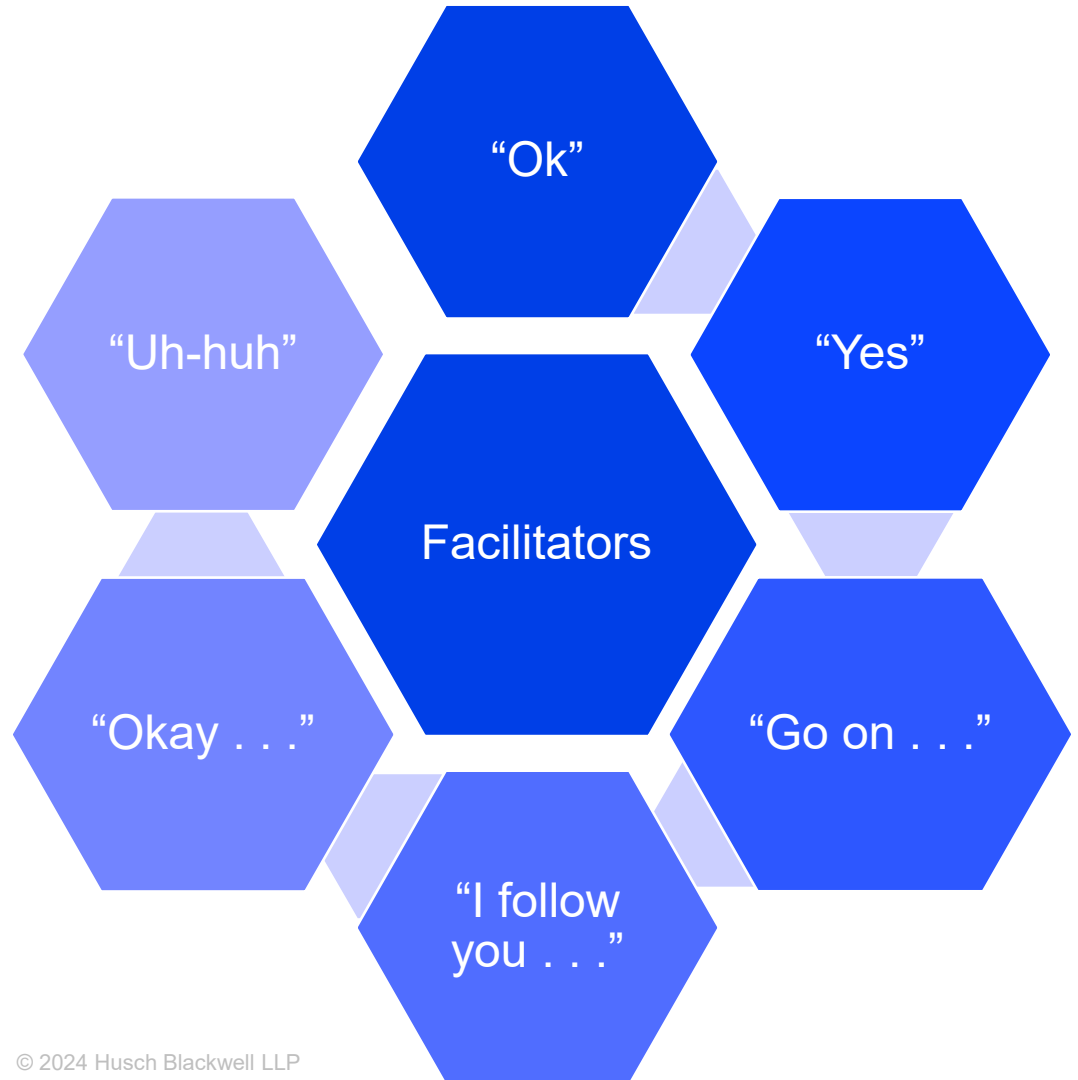 “Ok”
“Uh-huh”
“Yes”
Facilitators
“Okay . . .”
“Go on . . .”
“I follow
you . . .”
© 2024 Husch Blackwell LLP